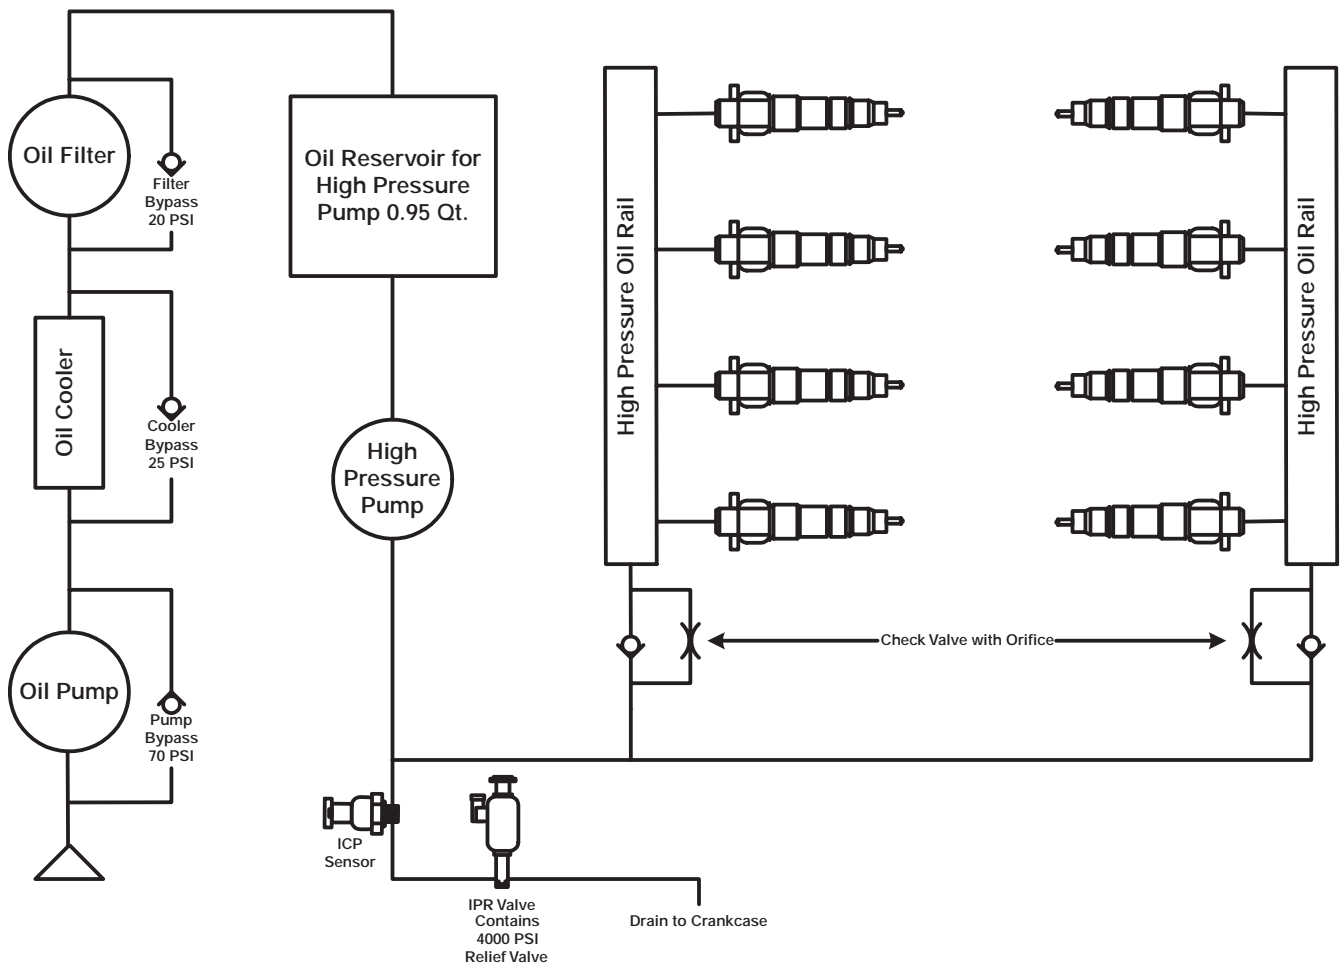 Oil Filter
Filter
Bypass
20 PSI
Oil Cooler
Cooler
Bypass
25 PSI
Oil Pump
Pump
Bypass
70 PSI
Oil Reservoir for
High Pressure
Pump 0.95 Qt.
High
Pressure
Pump
ICP
Sensor
IPR Valve
Contains
4000 PSI
Relief Valve
Drain to Crankcase
High Pressure Oil Rail
Check Valve with Orifice
High Pressure Oil Rail